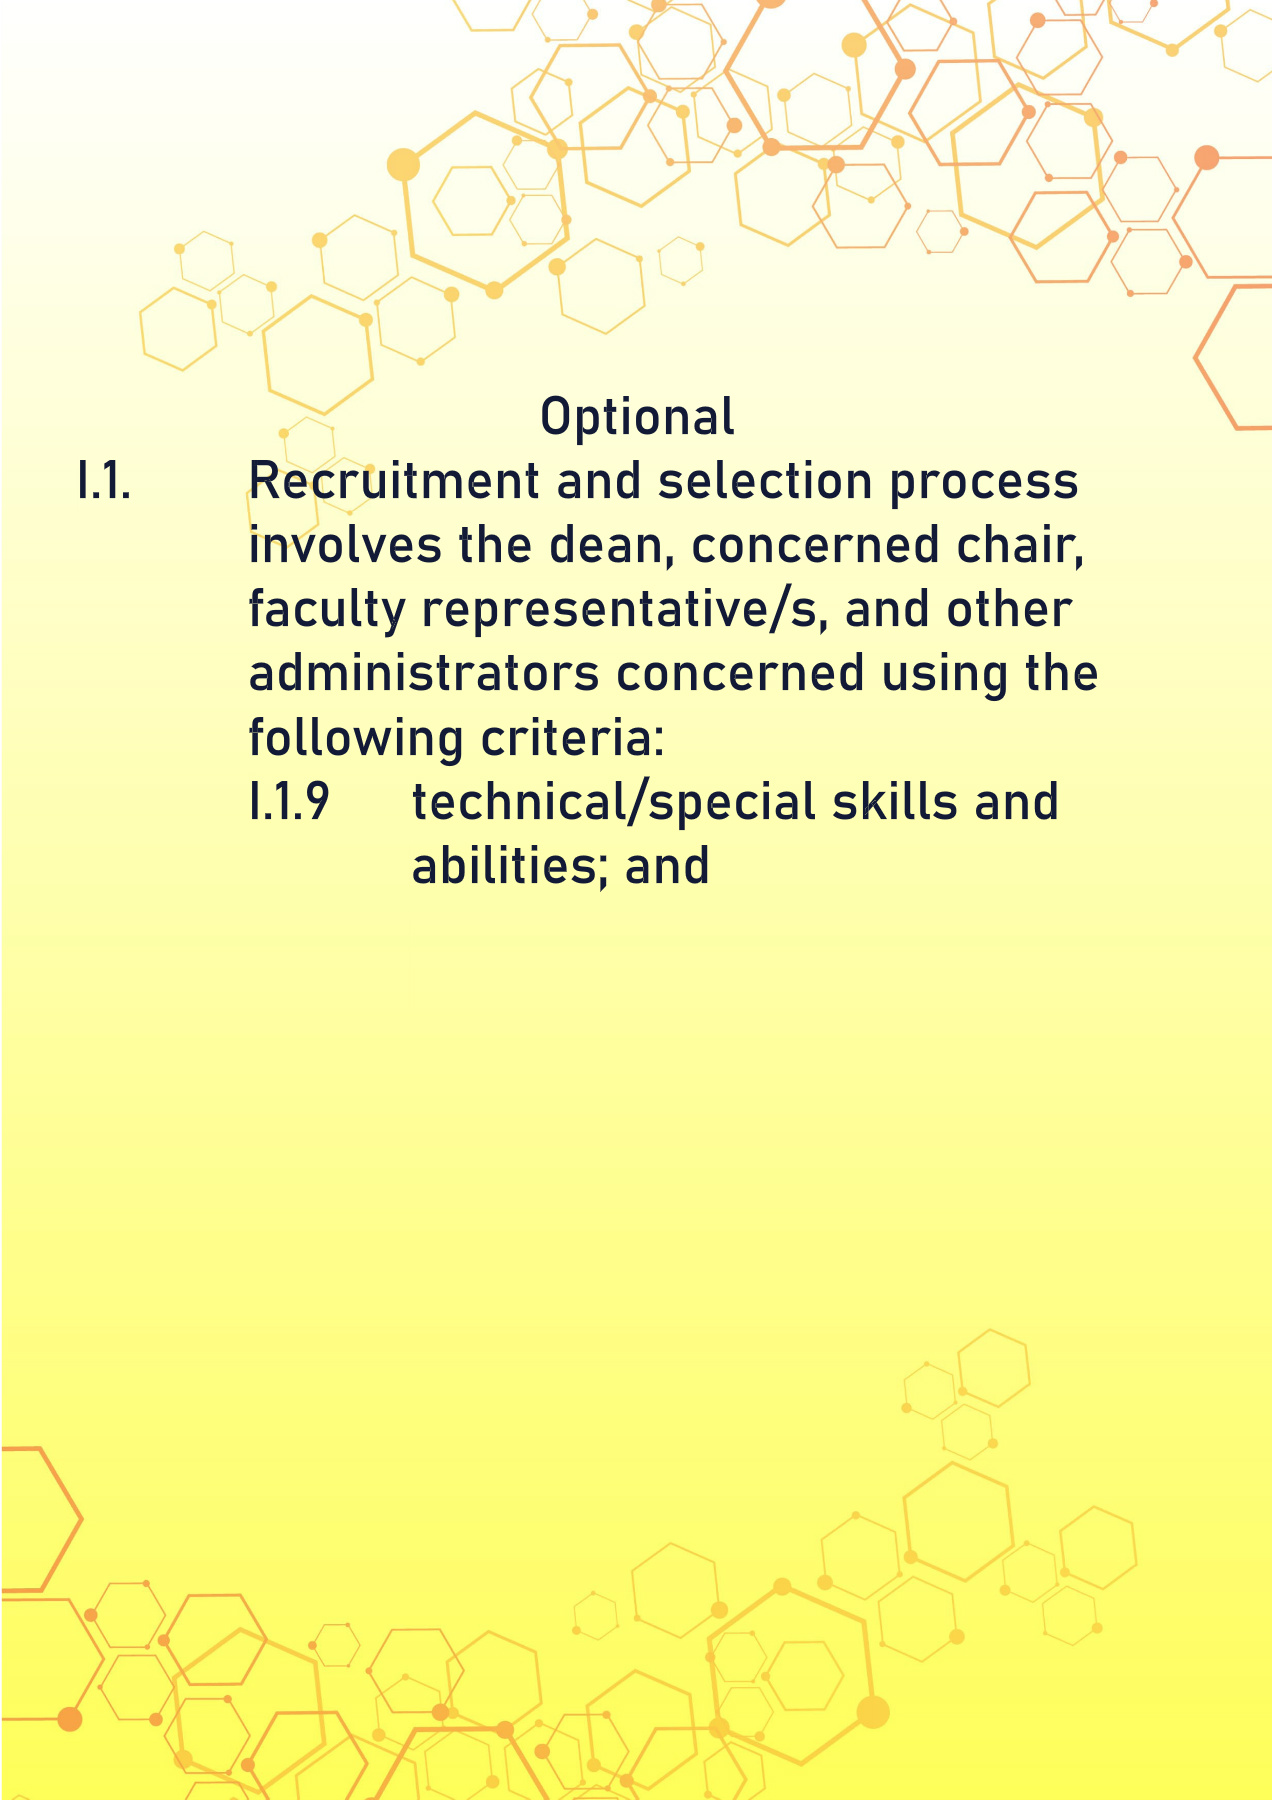 Optional
I.1. Recruitment and selection process
involves the dean, concerned chair,
faculty representative/s, and other
administrators concerned using the
following criteria:
I.1.9 technical/special skills and
abilities; and